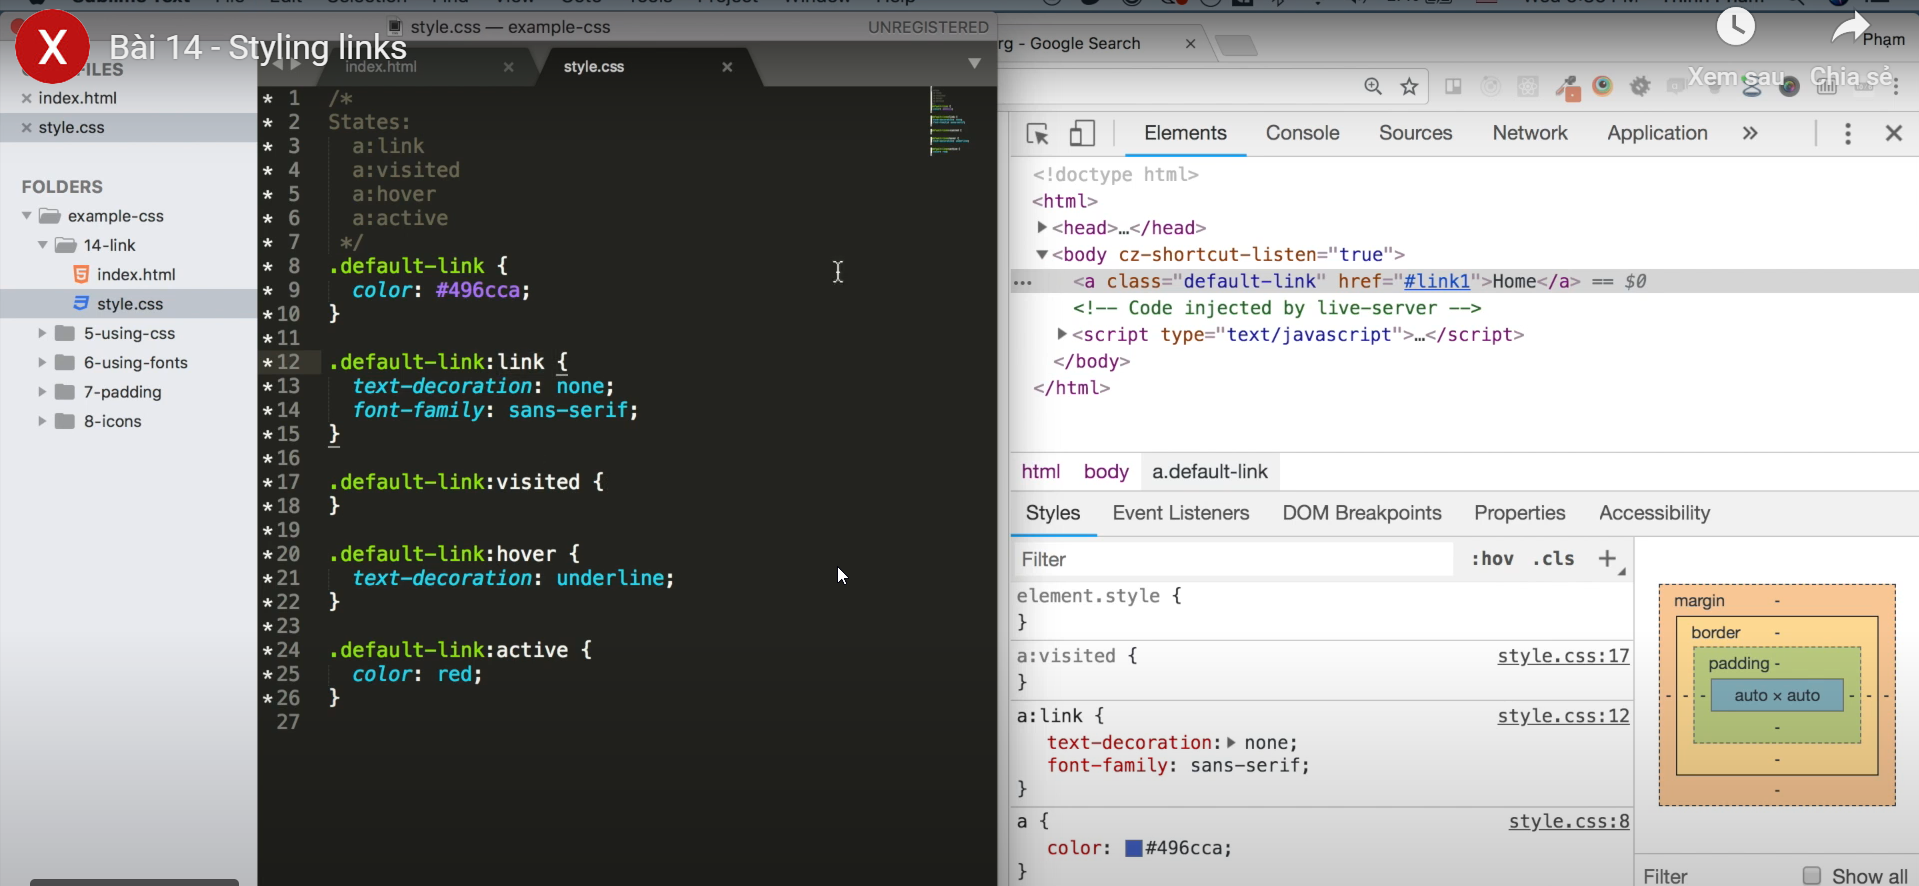 style.css — example-css
UNREGISTERED
X
Bài 14 - Styling links
FILES
index.html
style.css
FOLDERS
example-css
14-link
index.html
style.css
5-using-css
6-using-fonts
7-padding
8-icons
index.html ×
style.css ×
* 1 /*
* 2 States:
* 3 a:link
* 4 a:visited
* 5 a:hover
* 6 a:active
* 7 */
* 8 .default-link {
* 9 color: #496cca;
*10 }
*11
*12 .default-link:link {
*13 text-decoration: none;
*14 font-family: sans-serif;
*15 }
*16
*17 .default-link:visited {
*18 }
*19
*20 .default-link:hover {
*21 text-decoration: underline;
*22 }
*23
*24 .default-link:active {
*25 color: red;
*26 }
27
rg - Google Search ×
Phạm
Xem sau
Chia sẻ
Elements Console Sources Network Application »
<!doctype html>
<html>
<head>…</head>
<body cz-shortcut-listen="true">
… <a class="default-link" href="#link1">Home</a> == $0
<!-- Code injected by live-server -->
<script type="text/javascript">…</script>
</body>
</html>
html body a.default-link
Styles Event Listeners DOM Breakpoints Properties Accessibility
Filter :hov .cls +
element.style {
}
a:visited { style.css:17
}
a:link { style.css:12
text-decoration: none;
font-family: sans-serif;
}
a { style.css:8
color: #496cca;
}
margin -
border -
padding -
auto × auto
Filter
Show all